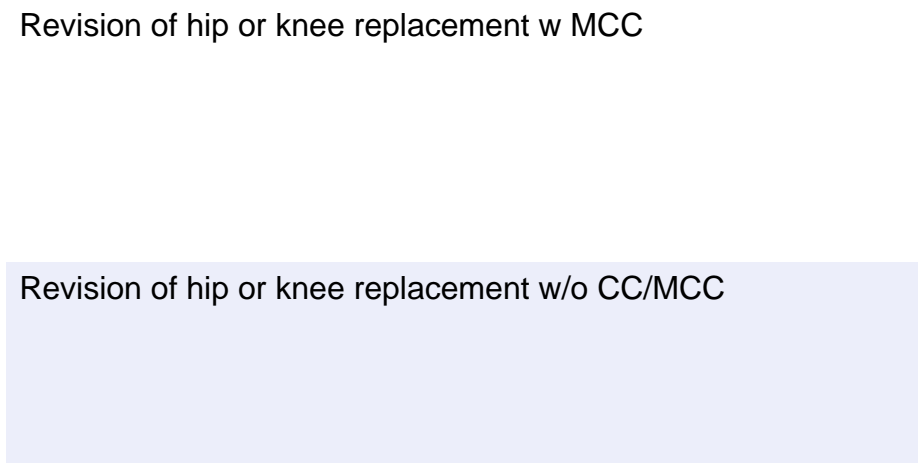 Revision of hip or knee replacement w MCC
Revision of hip or knee replacement w/o CC/MCC